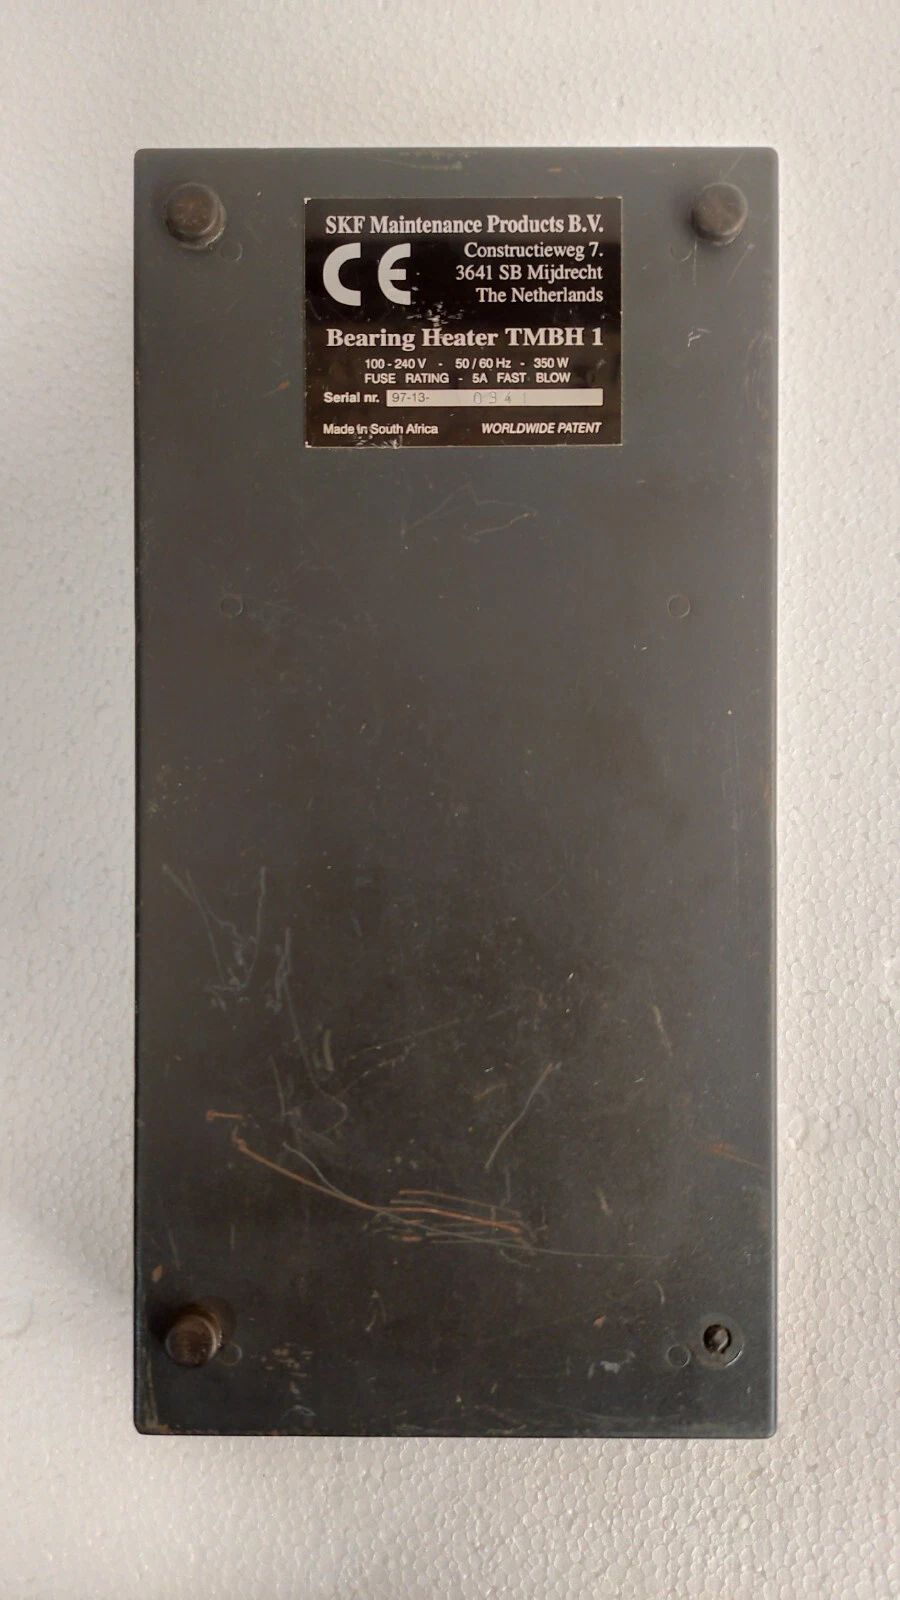 SKF Maintenance Products B.V.
CE
Constructieweg 7.
3641 SB Mijdrecht
The Netherlands
Bearing Heater TMBH 1
100 - 240 V - 50 / 60 Hz - 350 W
FUSE RATING - 5A FAST BLOW
Serial nr. 97-13- 0341
Made in South Africa WORLDWIDE PATENT